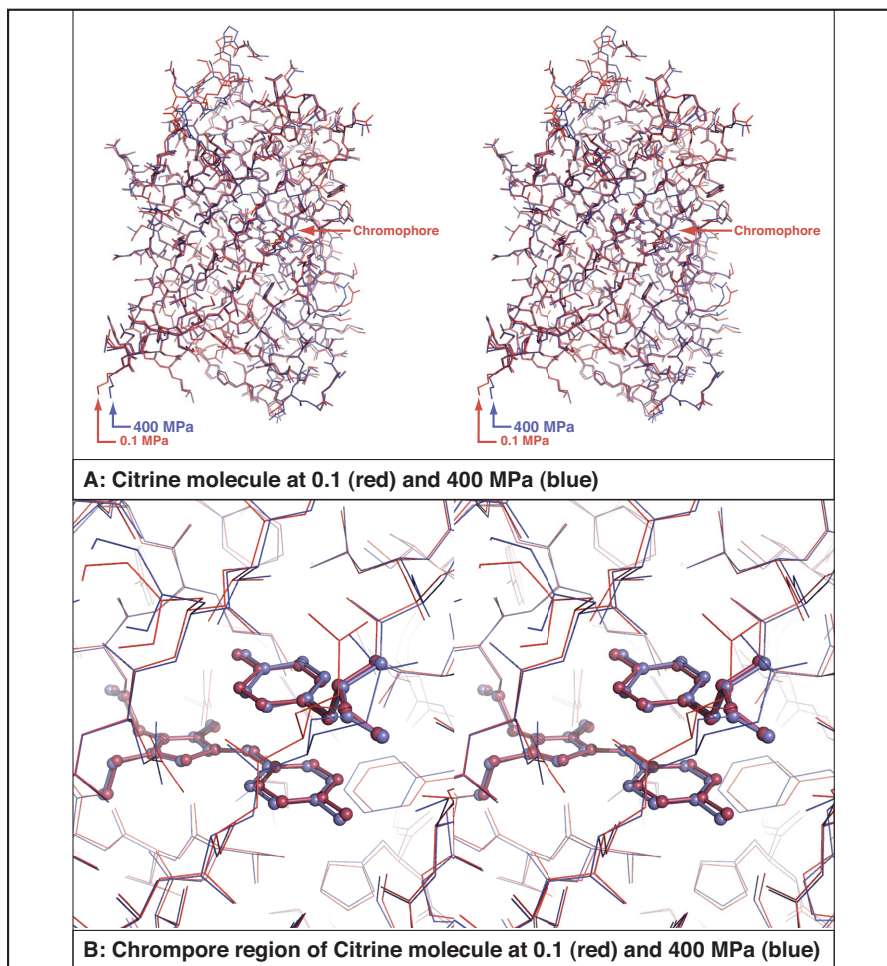 Chromophore
Chromophore
400 MPa
0.1 MPa
400 MPa
0.1 MPa
A: Citrine molecule at 0.1 (red) and 400 MPa (blue)
B: Chrompore region of Citrine molecule at 0.1 (red) and 400 MPa (blue)